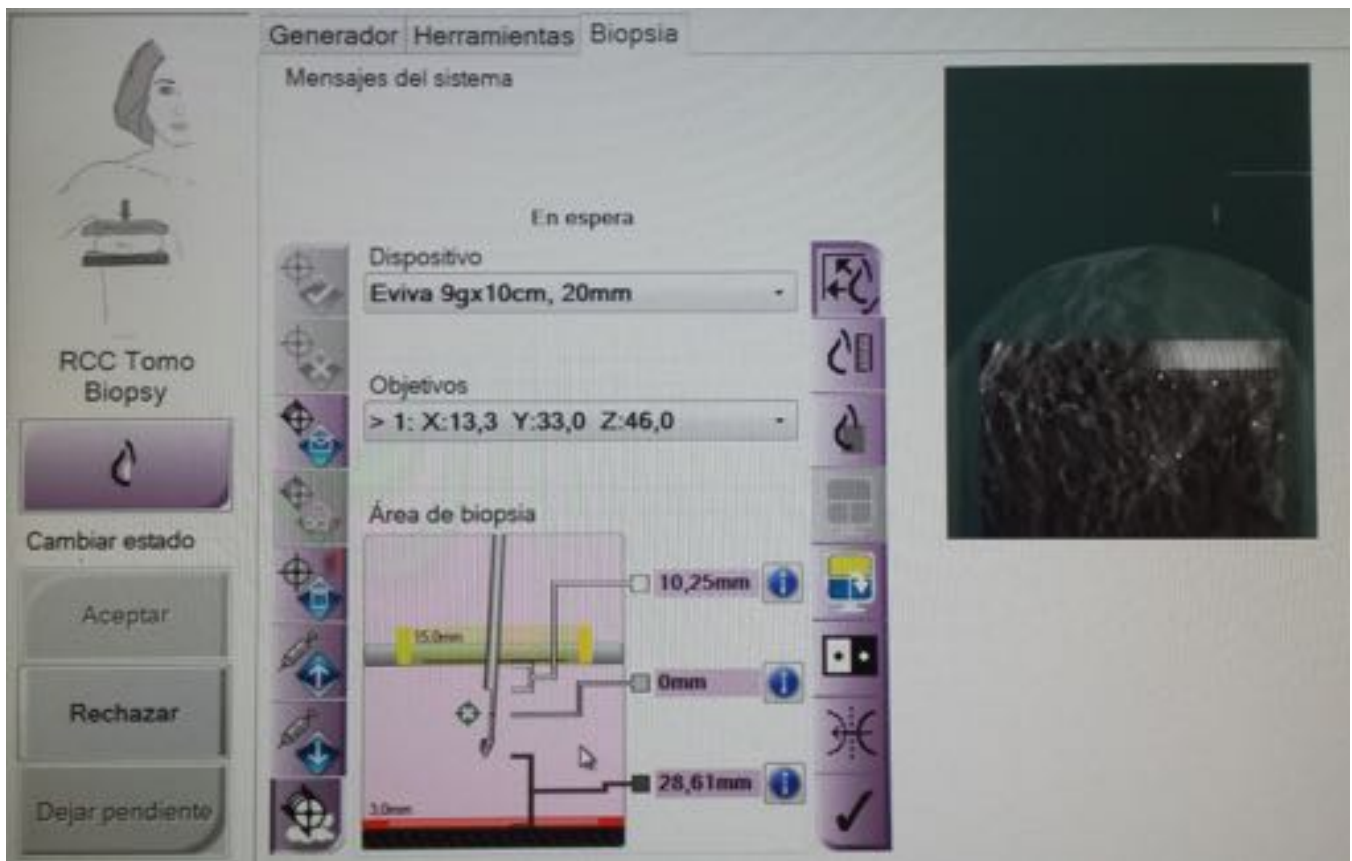 Generador Herramientas Biopsia
Mensajes del sistema
En espera
Dispositivo
Eviva 9gx10cm, 20mm
RCC Tomo
Biopsy
Objetivos
> 1: X:13,3 Y:33,0 Z:46,0
Cambiar estado
Aceptar
Rechazar
Dejar pendiente
Área de biopsia
10,25mm
15.0mm
0mm
28,61mm
3.0mm